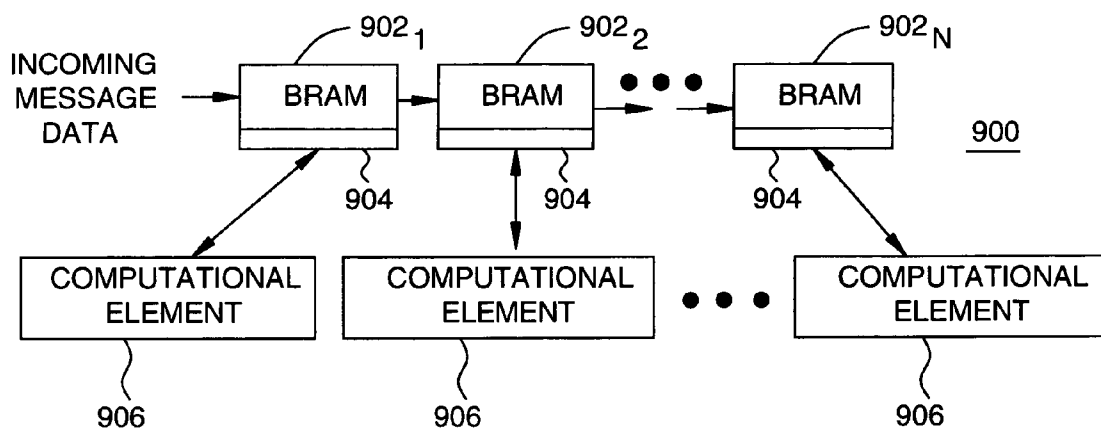 902₁
902₂
902N
INCOMING
MESSAGE
DATA
BRAM
BRAM
BRAM
900
904
904
904
COMPUTATIONAL
ELEMENT
COMPUTATIONAL
ELEMENT
COMPUTATIONAL
ELEMENT
906
906
906